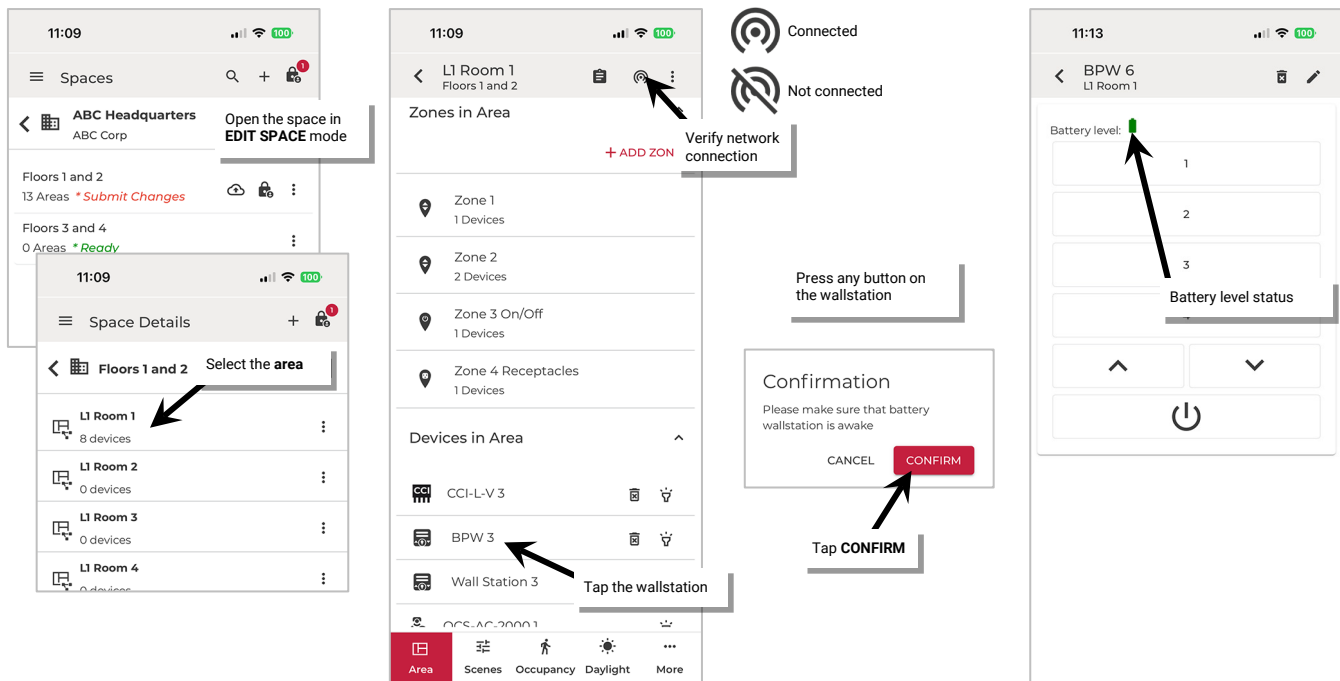 11:09
100
Spaces
1
ABC Headquarters
ABC Corp
Open the space in
EDIT SPACE mode
Floors 1 and 2
13 Areas * Submit Changes
Floors 3 and 4
0 Areas * Ready
11:09
100
Space Details
1
Floors 1 and 2
Select the area
L1 Room 1
8 devices
L1 Room 2
0 devices
L1 Room 3
0 devices
L1 Room 4
0 devices
11:09
100
L1 Room 1
Floors 1 and 2
Zones in Area
+ ADD ZON
Verify network
connection
Zone 1
1 Devices
Zone 2
2 Devices
Zone 3 On/Off
1 Devices
Zone 4 Receptacles
1 Devices
Devices in Area
CCI
CCI-L-V 3
BPW 3
Wall Station 3
Tap the wallstation
OCS-AC-2000 1
Area
Scenes
Occupancy
Daylight
More
Connected
Not connected
Press any button on
the wallstation
Confirmation
Please make sure that battery
wallstation is awake
CANCEL
CONFIRM
Tap CONFIRM
11:13
100
BPW 6
L1 Room 1
Battery level:
1
2
3
Battery level status